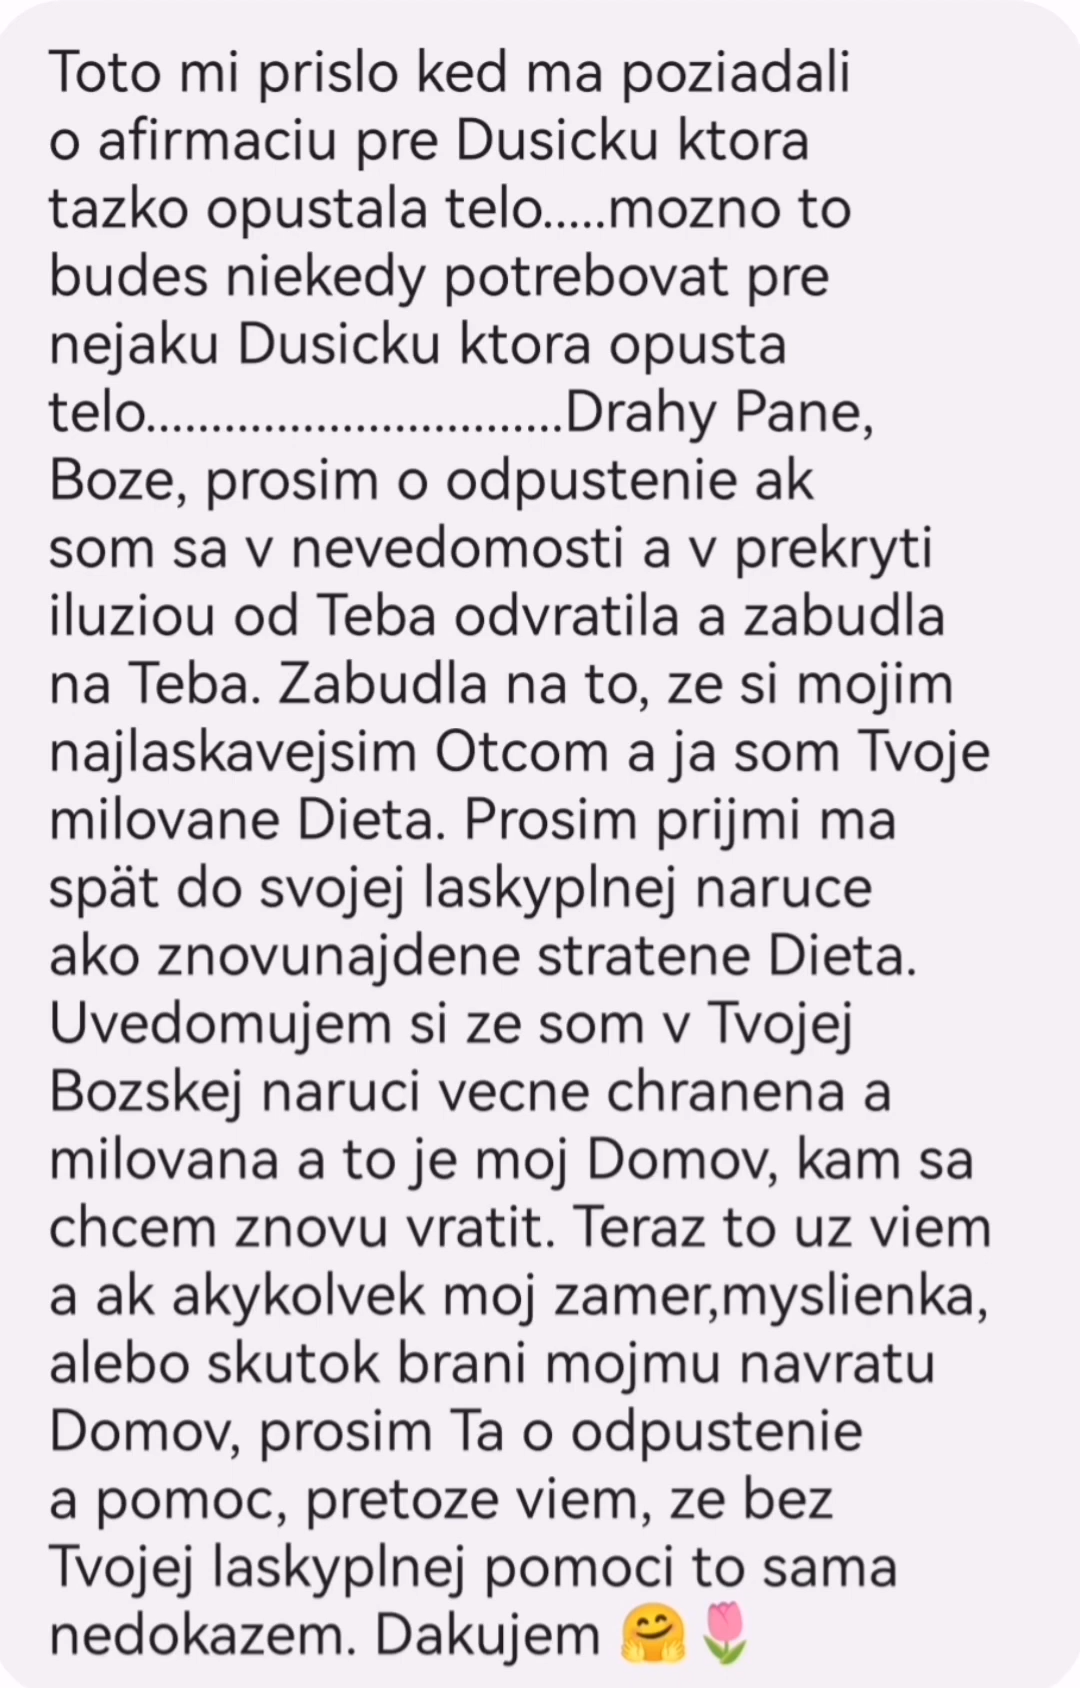 Toto mi prislo ked ma poziadali
o afirmaciu pre Dusicku ktora
tazko opustala telo.....mozno to
budes niekedy potrebovat pre
nejaku Dusicku ktora opusta
telo................................Drahy Pane,
Boze, prosim o odpustenie ak
som sa v nevedomosti a v prekryti
iluziou od Teba odvratila a zabudla
na Teba. Zabudla na to, ze si mojim
najlaskavejsim Otcom a ja som Tvoje
milovane Dieta. Prosim prijmi ma
spät do svojej laskyplnej naruce
ako znovunajdene stratene Dieta.
Uvedomujem si ze som v Tvojej
Bozskej naruci vecne chranena a
milovana a to je moj Domov, kam sa
chcem znovu vratit. Teraz to uz viem
a ak akykolvek moj zamer,myslienka,
alebo skutok brani mojmu navratu
Domov, prosim Ta o odpustenie
a pomoc, pretoze viem, ze bez
Tvojej laskyplnej pomoci to sama
nedokazem. Dakujem 🤗🌷